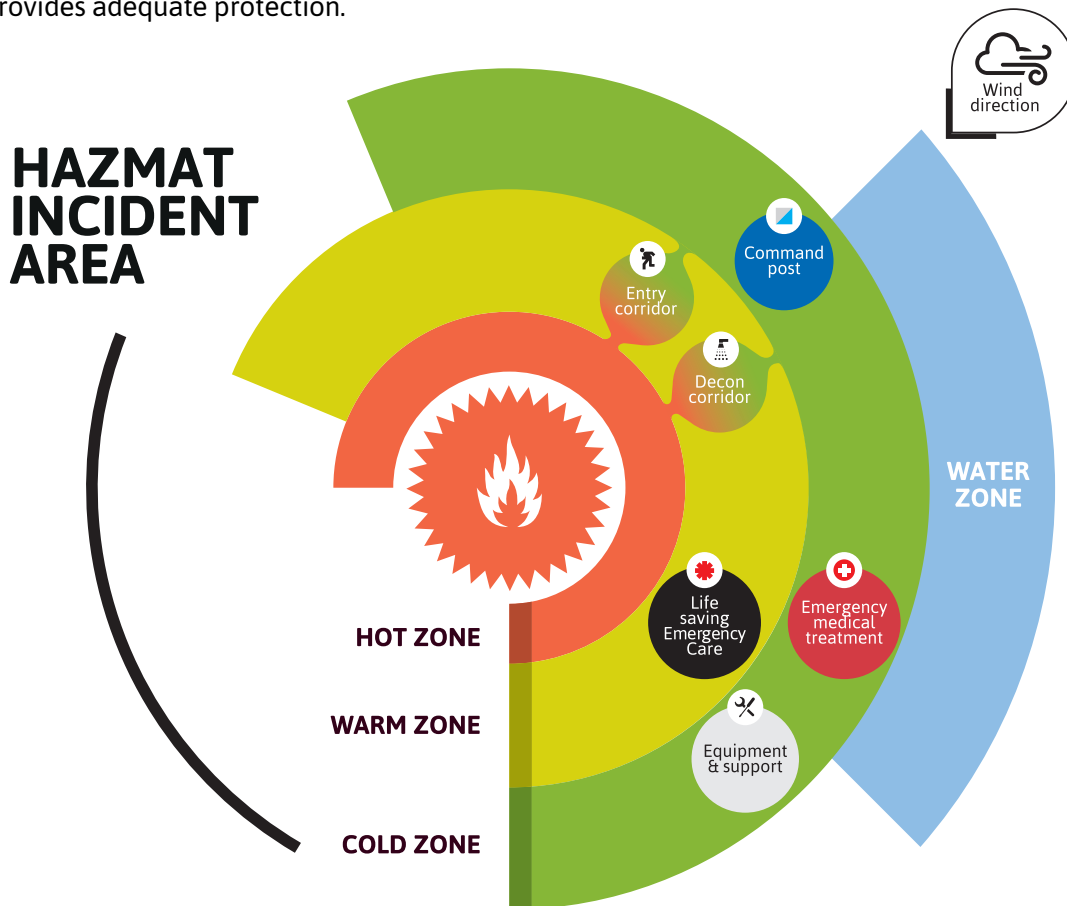 rovides adequate protection.
Wind
direction
HAZMAT
INCIDENT
AREA
Command
post
Entry
corridor
Decon
corridor
WATER
ZONE
Life
saving
Emergency
Care
Emergency
medical
treatment
HOT ZONE
WARM ZONE
Equipment
& support
COLD ZONE